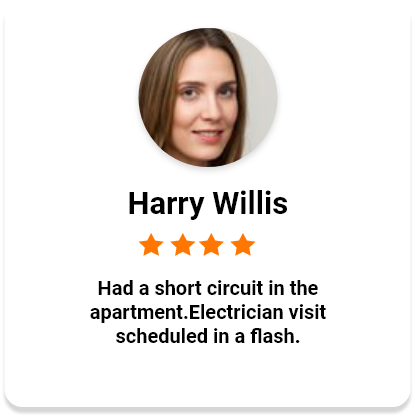 Harry Willis
Had a short circuit in the
apartment.Electrician visit
scheduled in a flash.